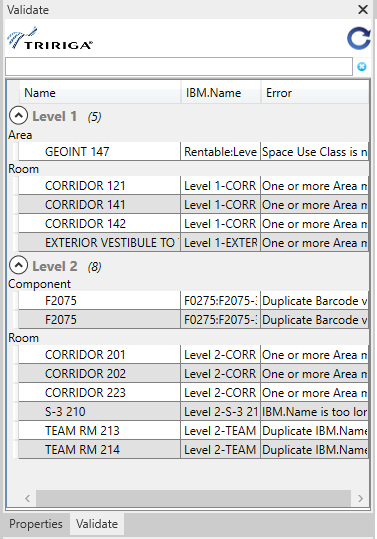 Validate
TRIRIGA®
Name IBM.Name Error
Level 1 (5)
Area
GEOINT 147 Rentable:Leve Space Use Class is n
Room
CORRIDOR 121 Level 1-CORR One or more Area m
CORRIDOR 141 Level 1-CORR One or more Area m
CORRIDOR 142 Level 1-CORR One or more Area m
EXTERIOR VESTIBULE TO Level 1-EXTER One or more Area m
Level 2 (8)
Component
F2075 F0275:F2075- Duplicate Barcode v
F2075 F0275:F2075- Duplicate Barcode v
Room
CORRIDOR 201 Level 2-CORR One or more Area m
CORRIDOR 202 Level 2-CORR One or more Area m
CORRIDOR 223 Level 2-CORR One or more Area m
S-3 210 Level 2-S-3 21 IBM.Name is too lon
TEAM RM 213 Level 2-TEAM Duplicate IBM.Name
TEAM RM 214 Level 2-TEAM Duplicate IBM.Name
Properties Validate